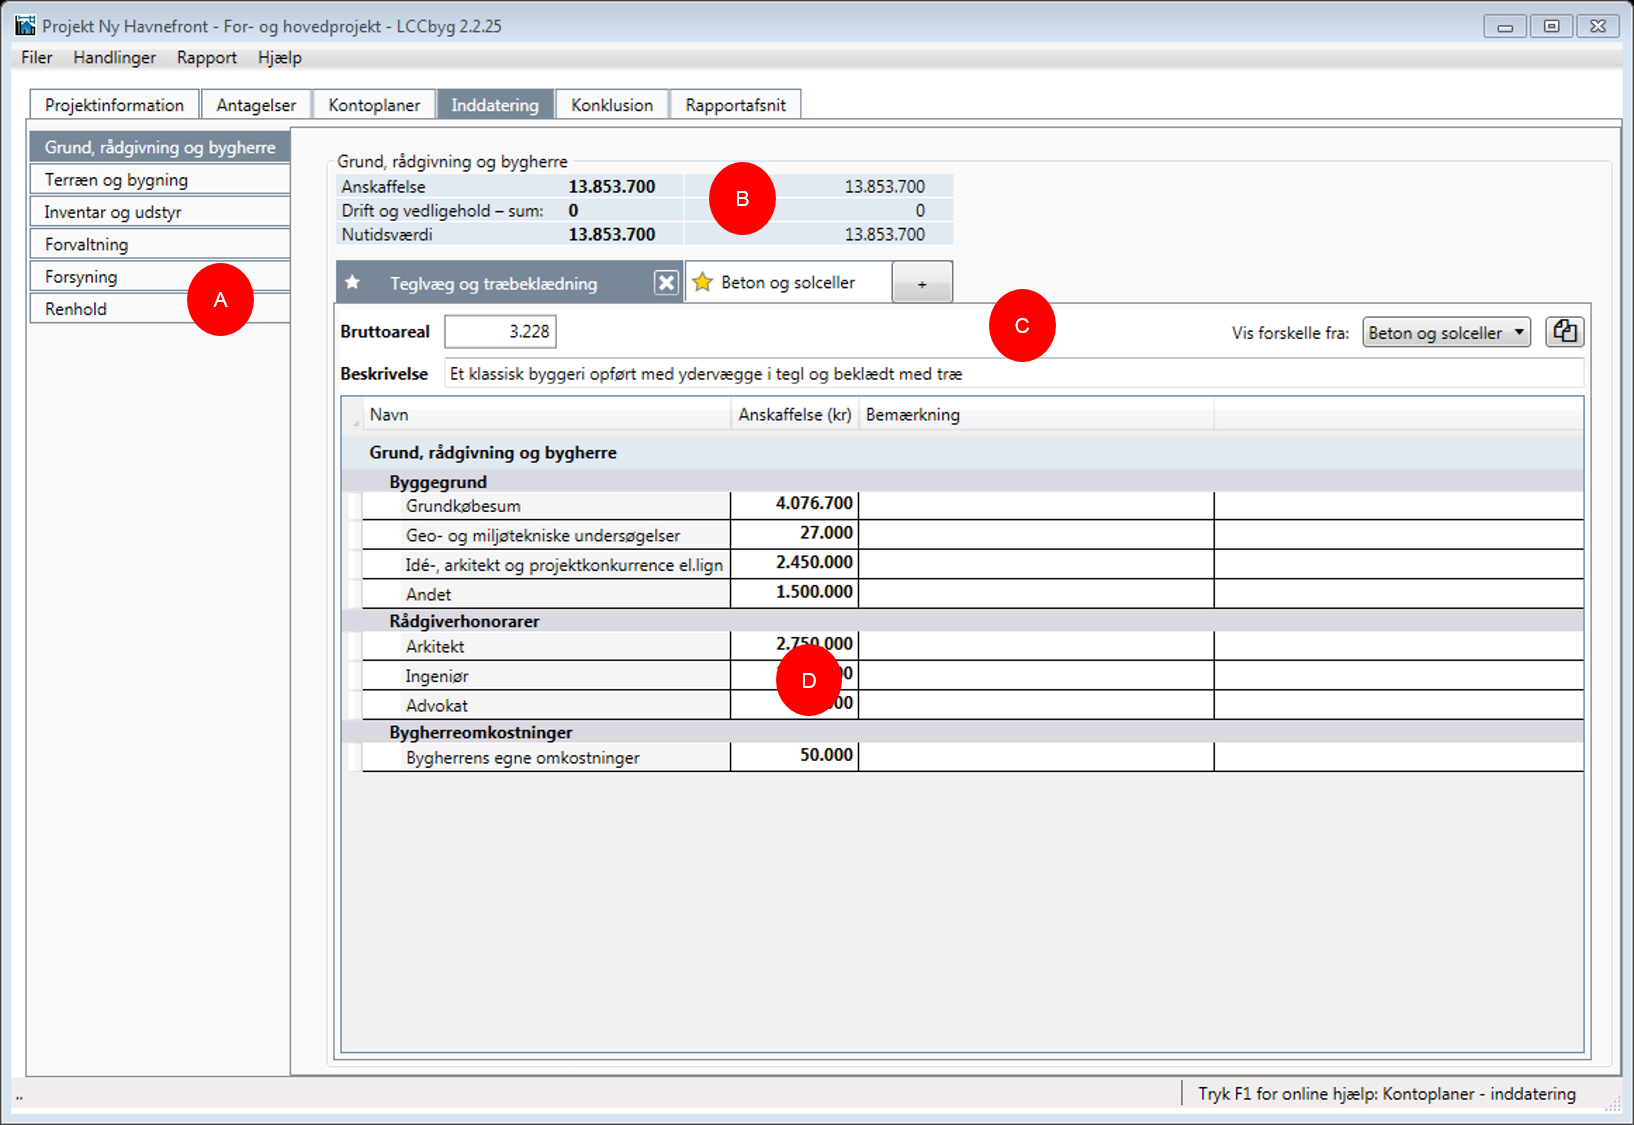 Projekt Ny Havnefront - For- og hovedprojekt - LCCbyg 2.2.25
Filer Handlinger Rapport Hjælp
Projektinformation Antagelser Kontoplaner Inddatering Konklusion Rapportafsnit
Grund, rådgivning og bygherre
Terræn og bygning
Inventar og udstyr
Forvaltning
Forsyning
Renhold
A
Grund, rådgivning og bygherre
Anskaffelse 13.853.700 13.853.700
Drift og vedligehold – sum: 0 0
Nutidsværdi 13.853.700 13.853.700
B
Teglvæg og træbeklædning Beton og solceller +
C
Bruttoareal 3.228 Vis forskelle fra: Beton og solceller
Beskrivelse Et klassisk byggeri opført med ydervægge i tegl og beklædt med træ
Navn Anskaffelse (kr) Bemærkning
Grund, rådgivning og bygherre
Byggegrund
Grundkøbesum 4.076.700
Geo- og miljøtekniske undersøgelser 27.000
Idé-, arkitekt og projektkonkurrence el.lign 2.450.000
Andet 1.500.000
Rådgiverhonorarer
Arkitekt 2.750.000
Ingeniør
D
Advokat
Bygherreomkostninger
Bygherrens egne omkostninger 50.000
.. Tryk F1 for online hjælp: Kontoplaner - inddatering